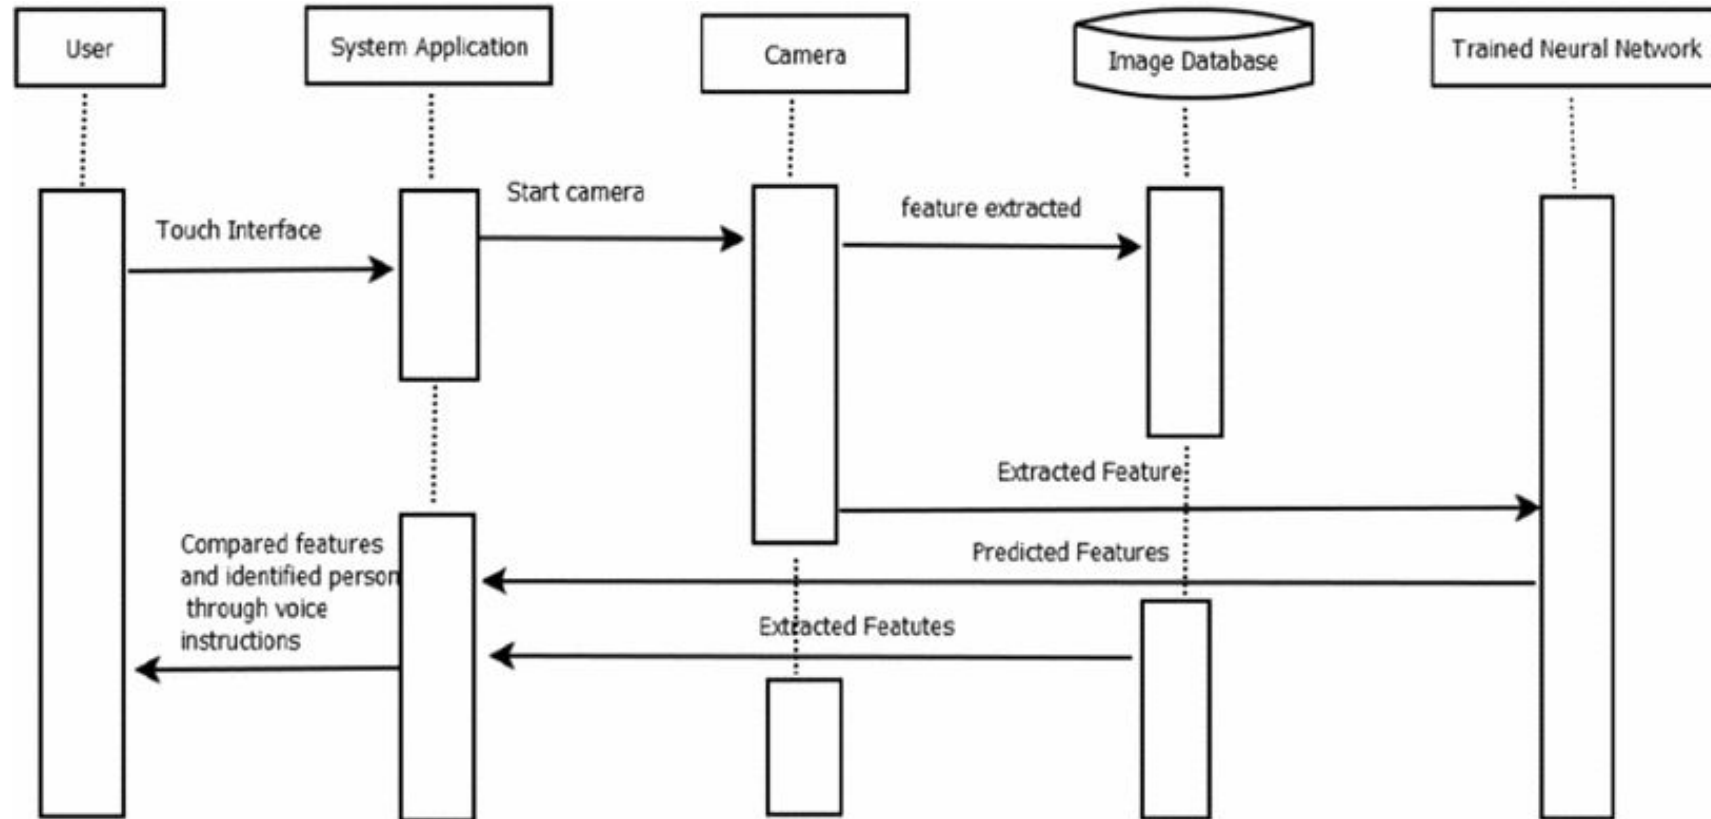 User
System Application
Camera
Image Database
Trained Neural Network
Touch Interface
Start camera
feature extracted
Extracted Feature
Predicted Features
Extracted Featutes
Compared features
and identified person
through voice
instructions